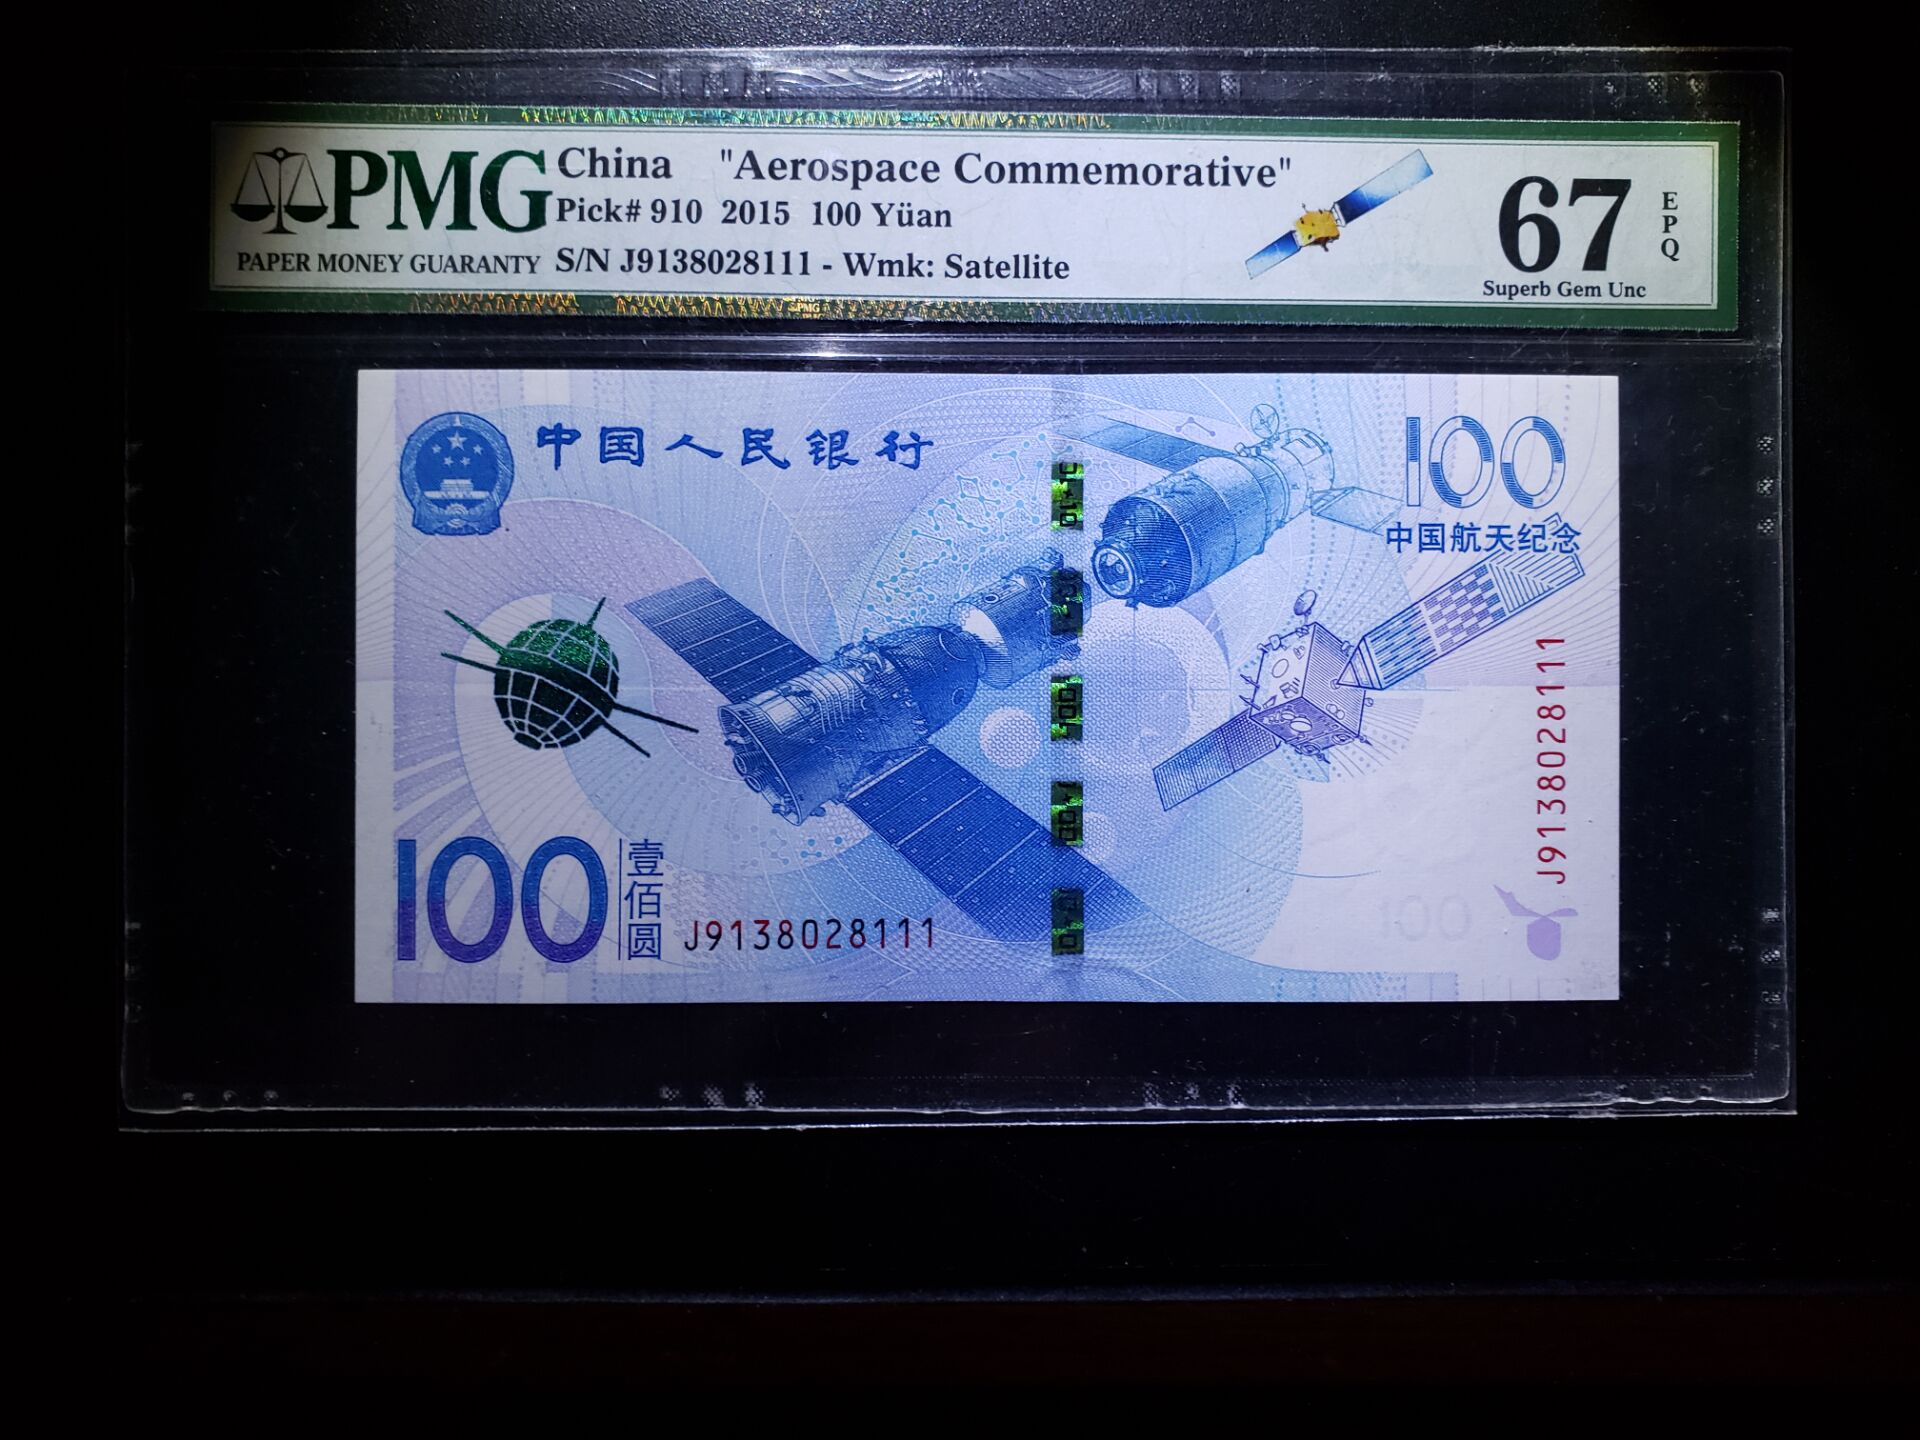 PMG
PAPER MONEY GUARANTY
China "Aerospace Commemorative"
Pick# 910 2015 100 Yüan
S/N J9138028111 - Wmk: Satellite
67
EPQ
Superb Gem Unc
中国人民银行
100
中国航天纪念
J9138028111
100
壹佰圆
J9138028111
100